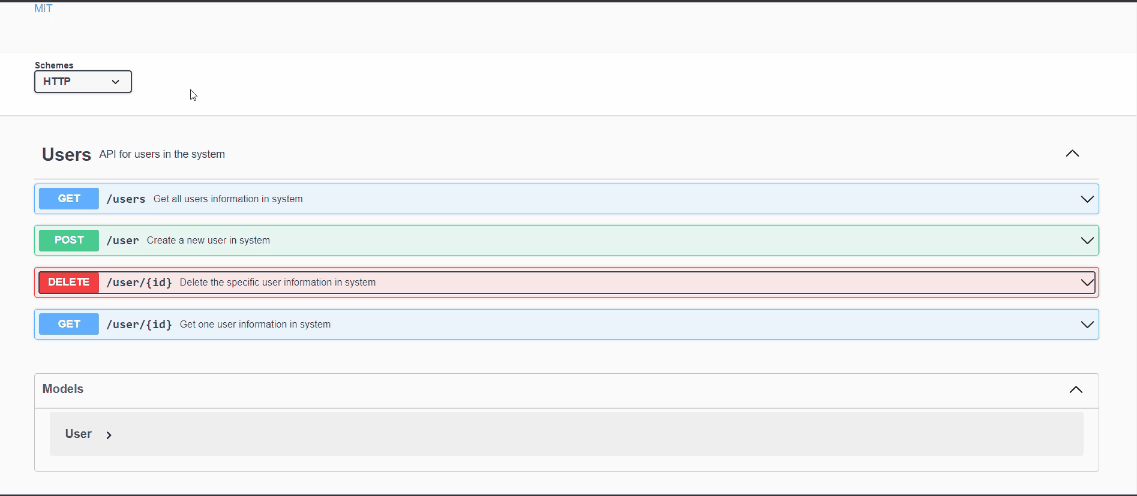 MIT
Schemes
HTTP
Users API for users in the system
GET /users Get all users information in system
POST /user Create a new user in system
DELETE /user/{id} Delete the specific user information in system
GET /user/{id} Get one user information in system
Models
User